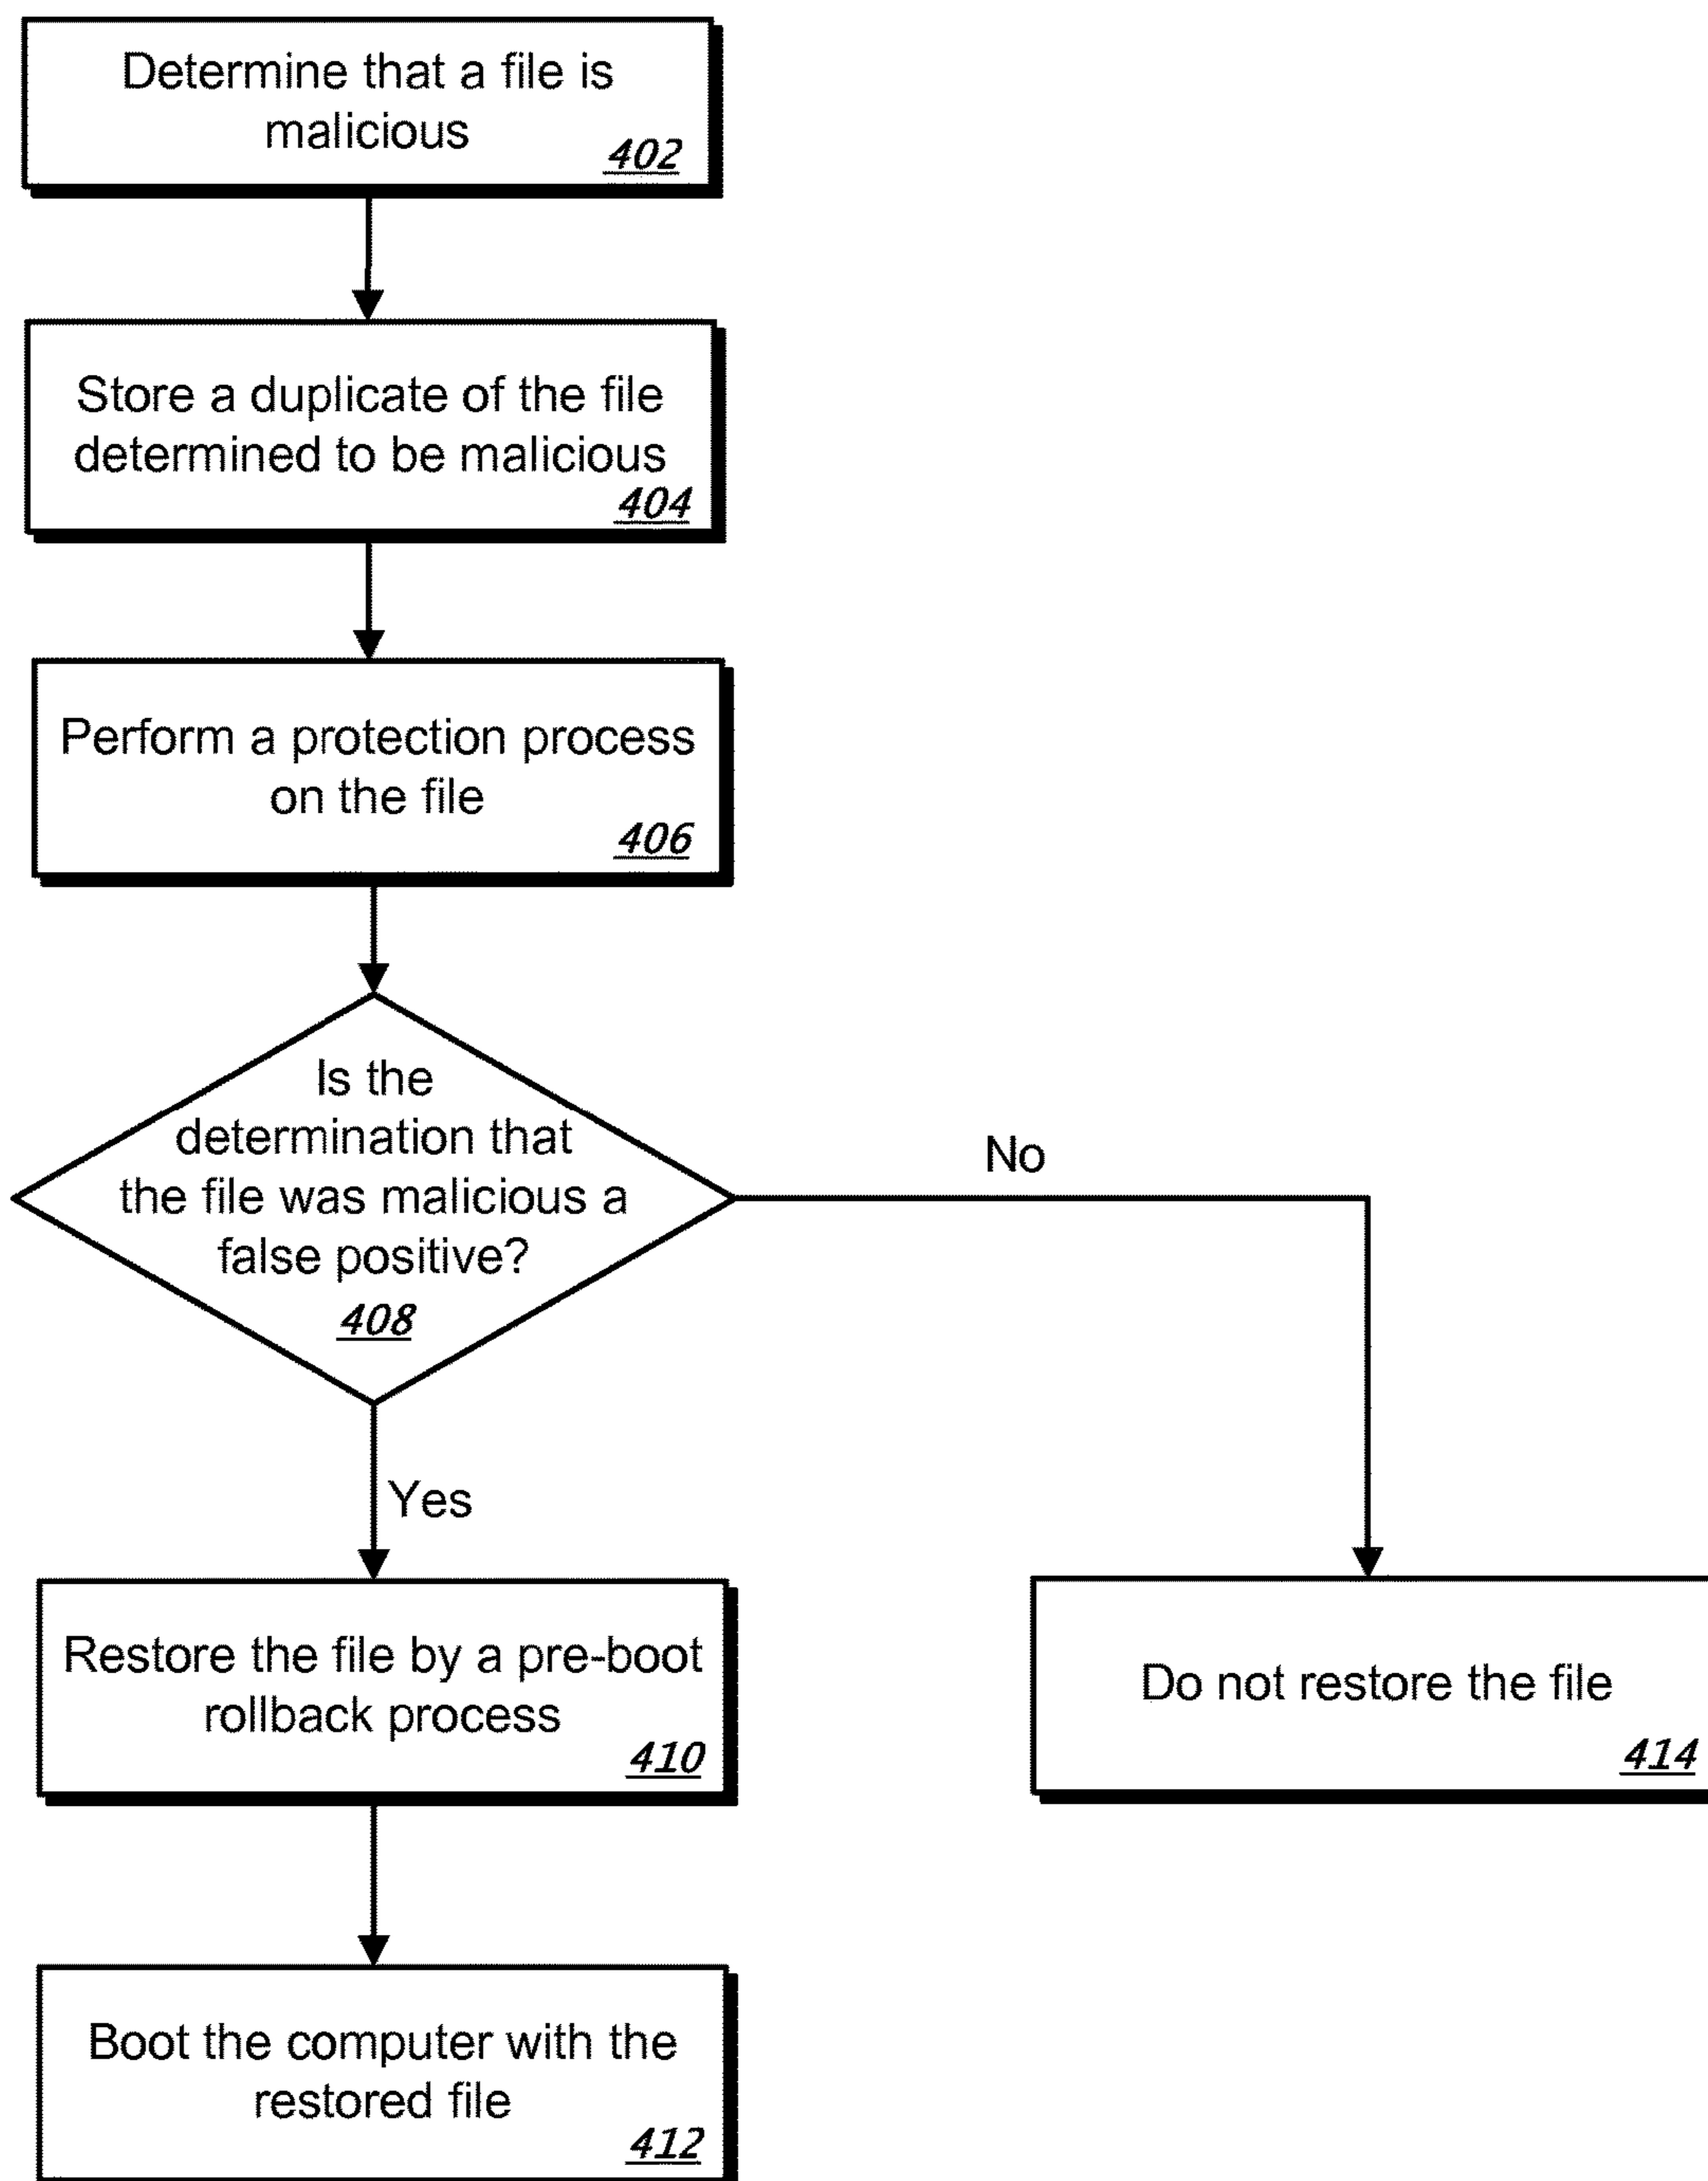 Determine that a file is
malicious
402
Store a duplicate of the file
determined to be malicious
404
Perform a protection process
on the file
406
Is the
determination that
the file was malicious a
false positive?
408
No
Yes
Restore the file by a pre-boot
rollback process
410
Do not restore the file
414
Boot the computer with the
restored file
412